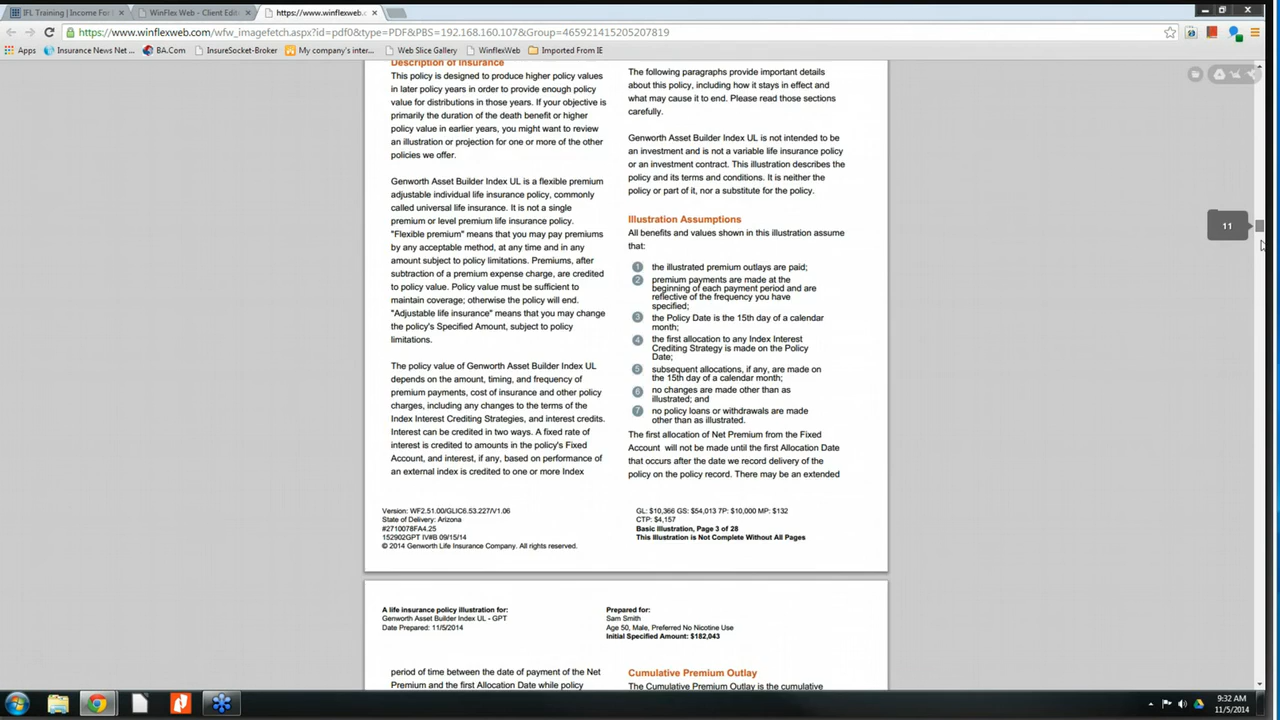 IFL Training | Income For L
WinFlex Web - Client Edit
https://www.winflexweb.c
https://www.winflexweb.com/wfw_imagefetch.aspx?id=pdf0&type=PDF&PBS=192.168.160.107&Group=465921415205207819
Apps
Insurance News Net ...
BA.Com
InsureSocket-Broker
My company's inter...
Web Slice Gallery
WinflexWeb
Imported From IE
Description of Insurance
This policy is designed to produce higher policy values
in later policy years in order to provide enough policy
value for distributions in those years. If your objective is
primarily the duration of the death benefit or higher
policy value in earlier years, you might want to review
an illustration or projection for one or more of the other
policies we offer.
Genworth Asset Builder Index UL is a flexible premium
adjustable individual life insurance policy, commonly
called universal life insurance. It is not a single
premium or level premium life insurance policy.
"Flexible premium" means that you may pay premiums
by any acceptable method, at any time and in any
amount subject to policy limitations. Premiums, after
subtraction of a premium expense charge, are credited
to policy value. Policy value must be sufficient to
maintain coverage; otherwise the policy will end.
"Adjustable life insurance" means that you may change
the policy's Specified Amount, subject to policy
limitations.
The policy value of Genworth Asset Builder Index UL
depends on the amount, timing, and frequency of
premium payments, cost of insurance and other policy
charges, including any changes to the terms of the
Index Interest Crediting Strategies, and interest credits.
Interest can be credited in two ways. A fixed rate of
interest is credited to amounts in the policy's Fixed
Account, and interest, if any, based on performance of
an external index is credited to one or more Index
The following paragraphs provide important details
about this policy, including how it stays in effect and
what may cause it to end. Please read those sections
carefully.
Genworth Asset Builder Index UL is not intended to be
an investment and is not a variable life insurance policy
or an investment contract. This illustration describes the
policy and its terms and conditions. It is neither the
policy or part of it, nor a substitute for the policy.
Illustration Assumptions
All benefits and values shown in this illustration assume
that:
1 the illustrated premium outlays are paid;
2 premium payments are made at the
beginning of each payment period and are
reflective of the frequency you have
specified;
3 the Policy Date is the 15th day of a calendar
month;
4 the first allocation to any Index Interest
Crediting Strategy is made on the Policy
Date;
5 subsequent allocations, if any, are made on
the 15th day of a calendar month;
6 no changes are made other than as
illustrated; and
7 no policy loans or withdrawals are made
other than as illustrated.
The first allocation of Net Premium from the Fixed
Account will not be made until the first Allocation Date
that occurs after the date we record delivery of the
policy on the policy record. There may be an extended
11
Version: WF2.51.00/GLIC6.53.227/V1.06
State of Delivery: Arizona
#2710078FA4.25
152902GPT IV#B 09/15/14
© 2014 Genworth Life Insurance Company. All rights reserved.
GL: $10,366 GS: $54,013 7P: $10,000 MP: $132
CTP: $4,157
Basic Illustration, Page 3 of 28
This Illustration is Not Complete Without All Pages
A life insurance policy illustration for:
Genworth Asset Builder Index UL - GPT
Date Prepared: 11/5/2014
Prepared for:
Sam Smith
Age 50, Male, Preferred No Nicotine Use
Initial Specified Amount: $182,043
period of time between the date of payment of the Net
Premium and the first Allocation Date while policy
Cumulative Premium Outlay
The Cumulative Premium Outlay is the cumulative
9:32 AM
11/5/2014